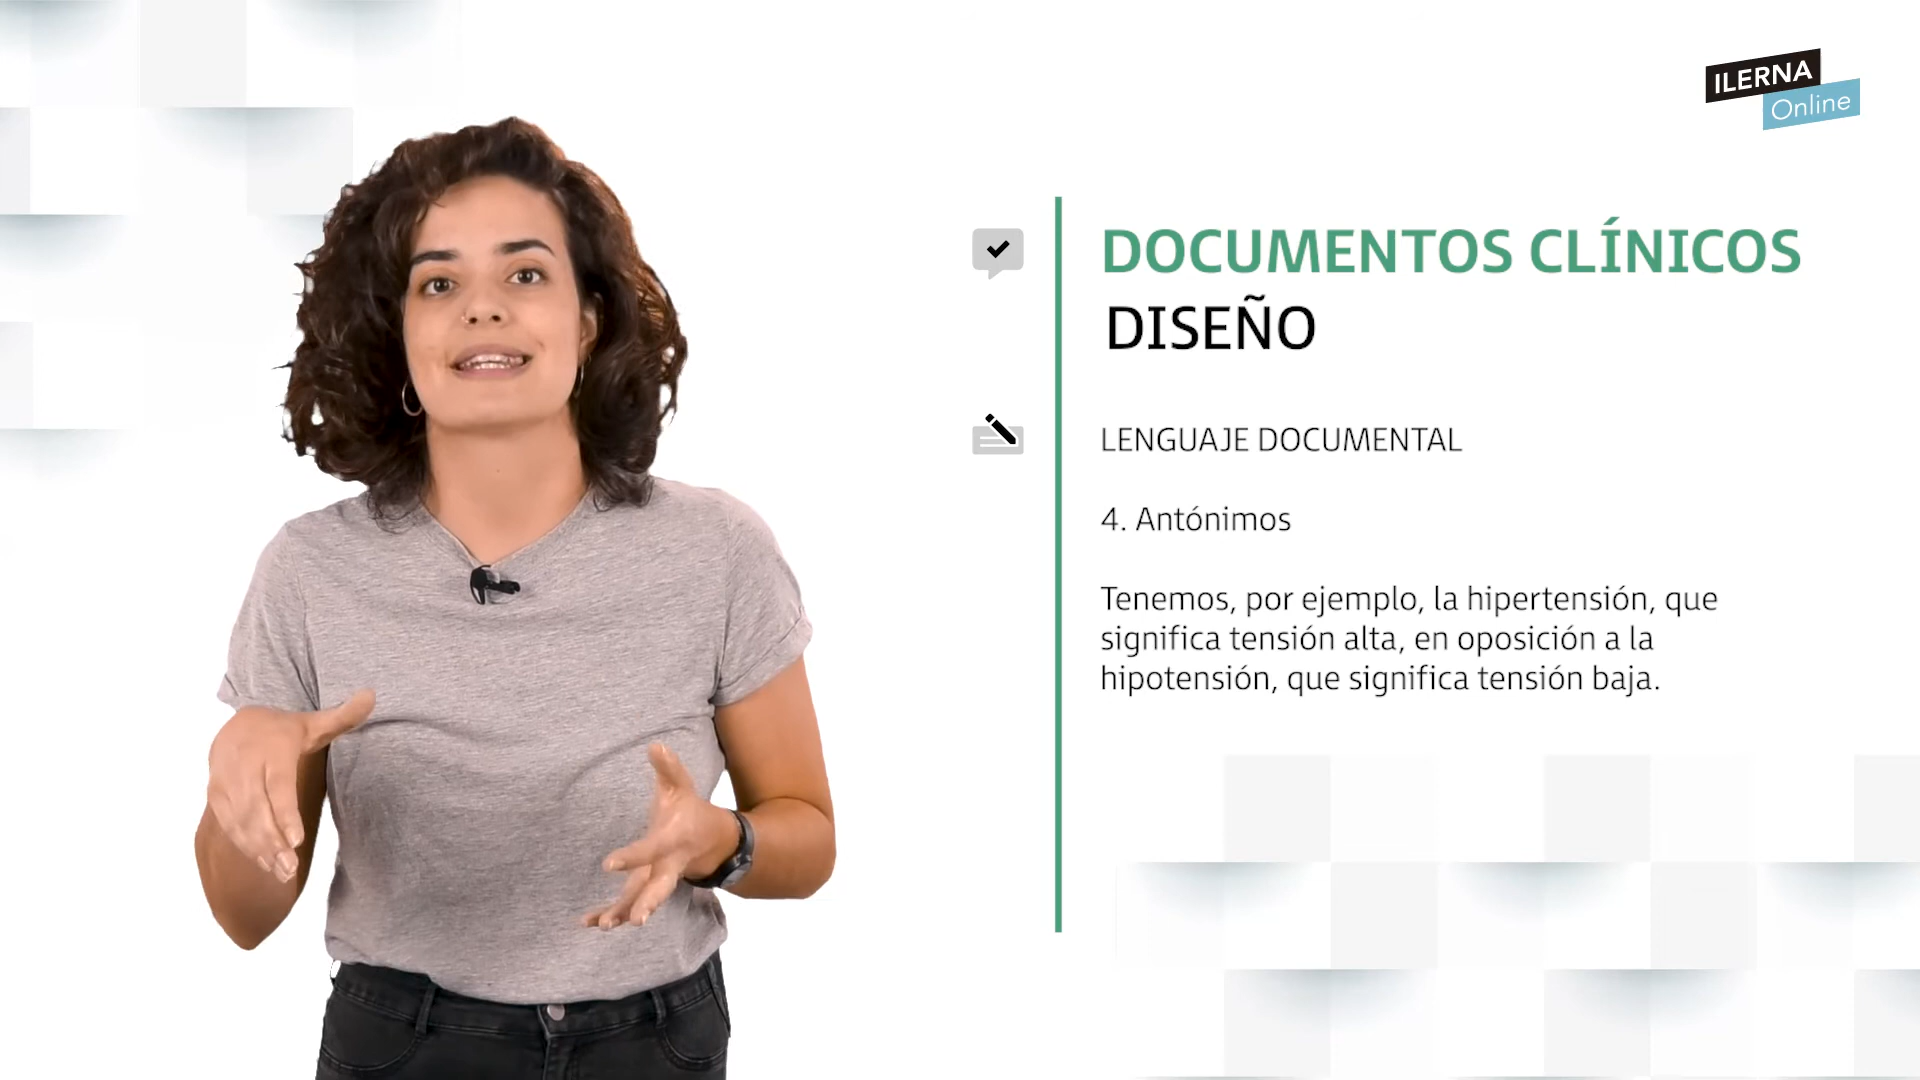 ILERNA
Online
DOCUMENTOS CLÍNICOS
DISEÑO
LENGUAJE DOCUMENTAL
4. Antónimos
Tenemos, por ejemplo, la hipertensión, que
significa tensión alta, en oposición a la
hipotensión, que significa tensión baja.